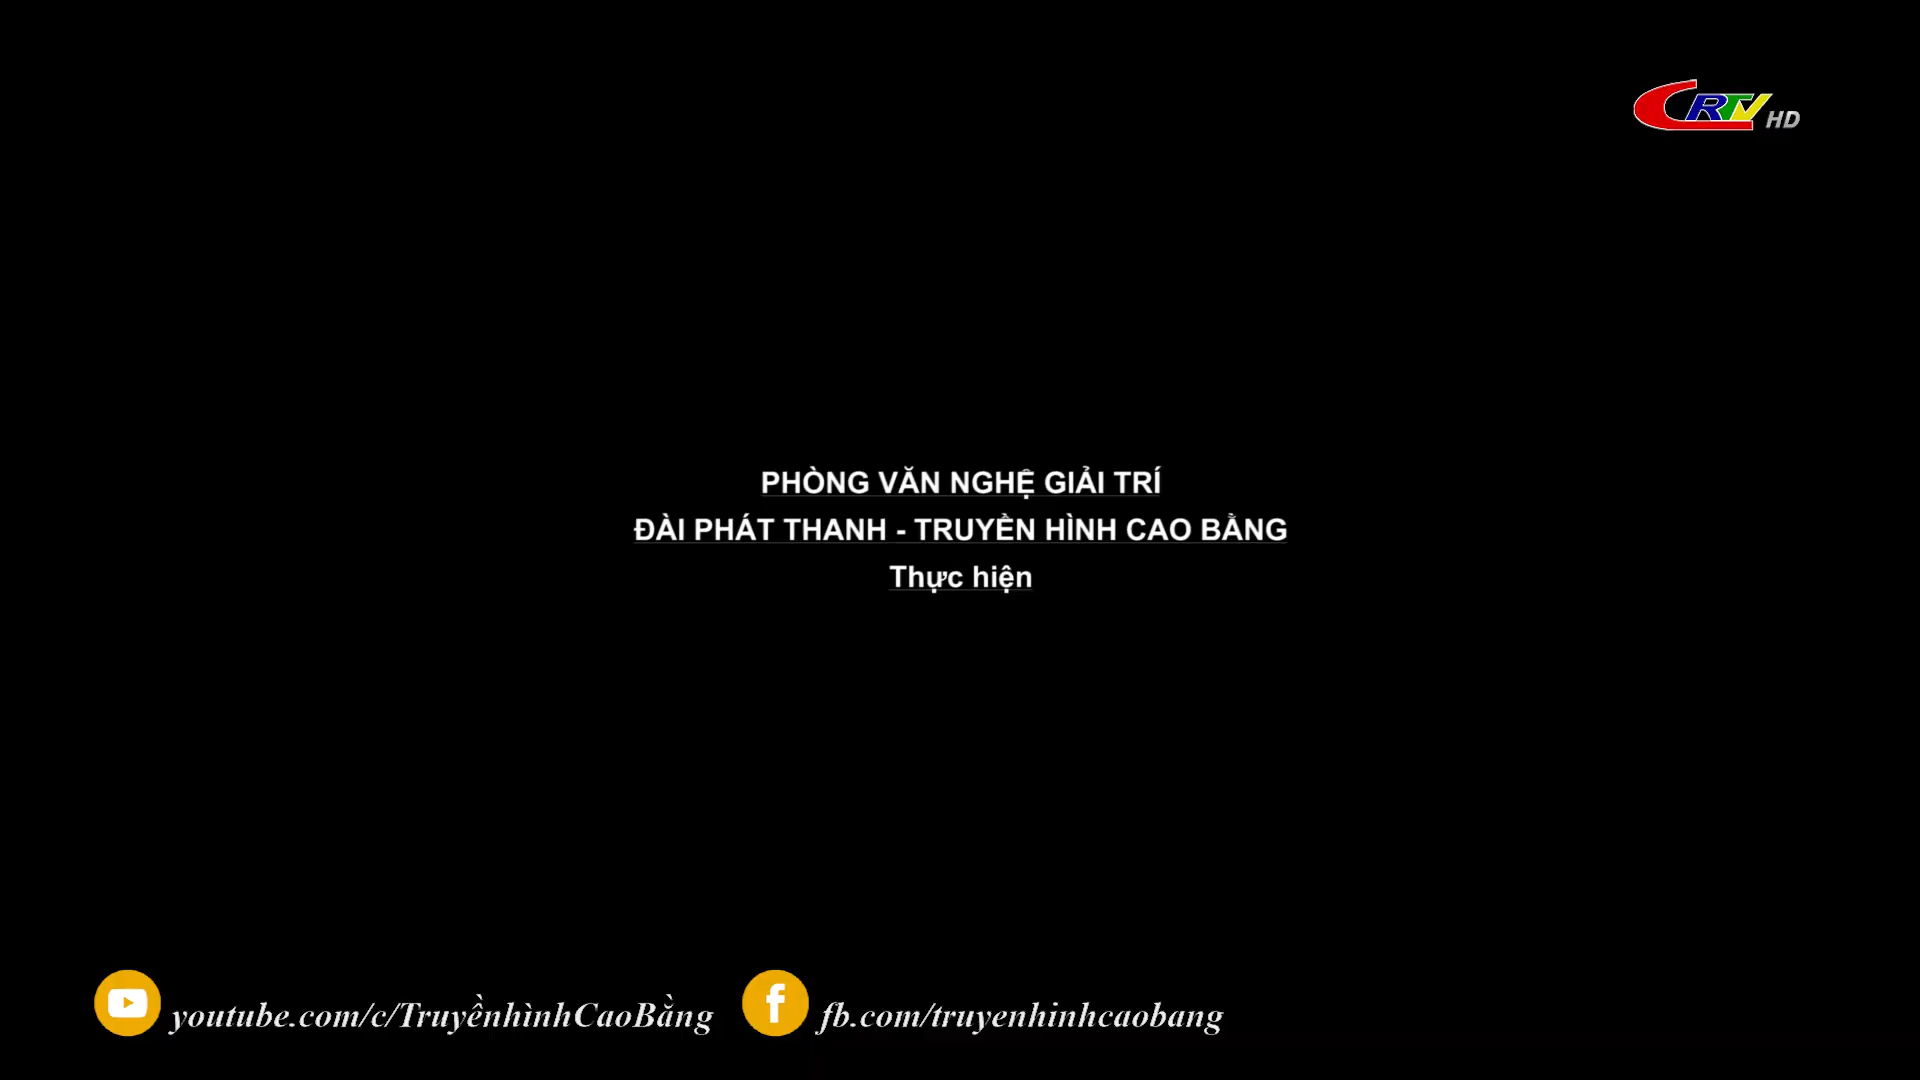 CRTV HD
PHÒNG VĂN NGHỆ GIẢI TRÍ
ĐÀI PHÁT THANH - TRUYỀN HÌNH CAO BẰNG
Thực hiện
youtube.com/c/TruyềnhìnhCaoBằng
fb.com/truyenhinhcaobang